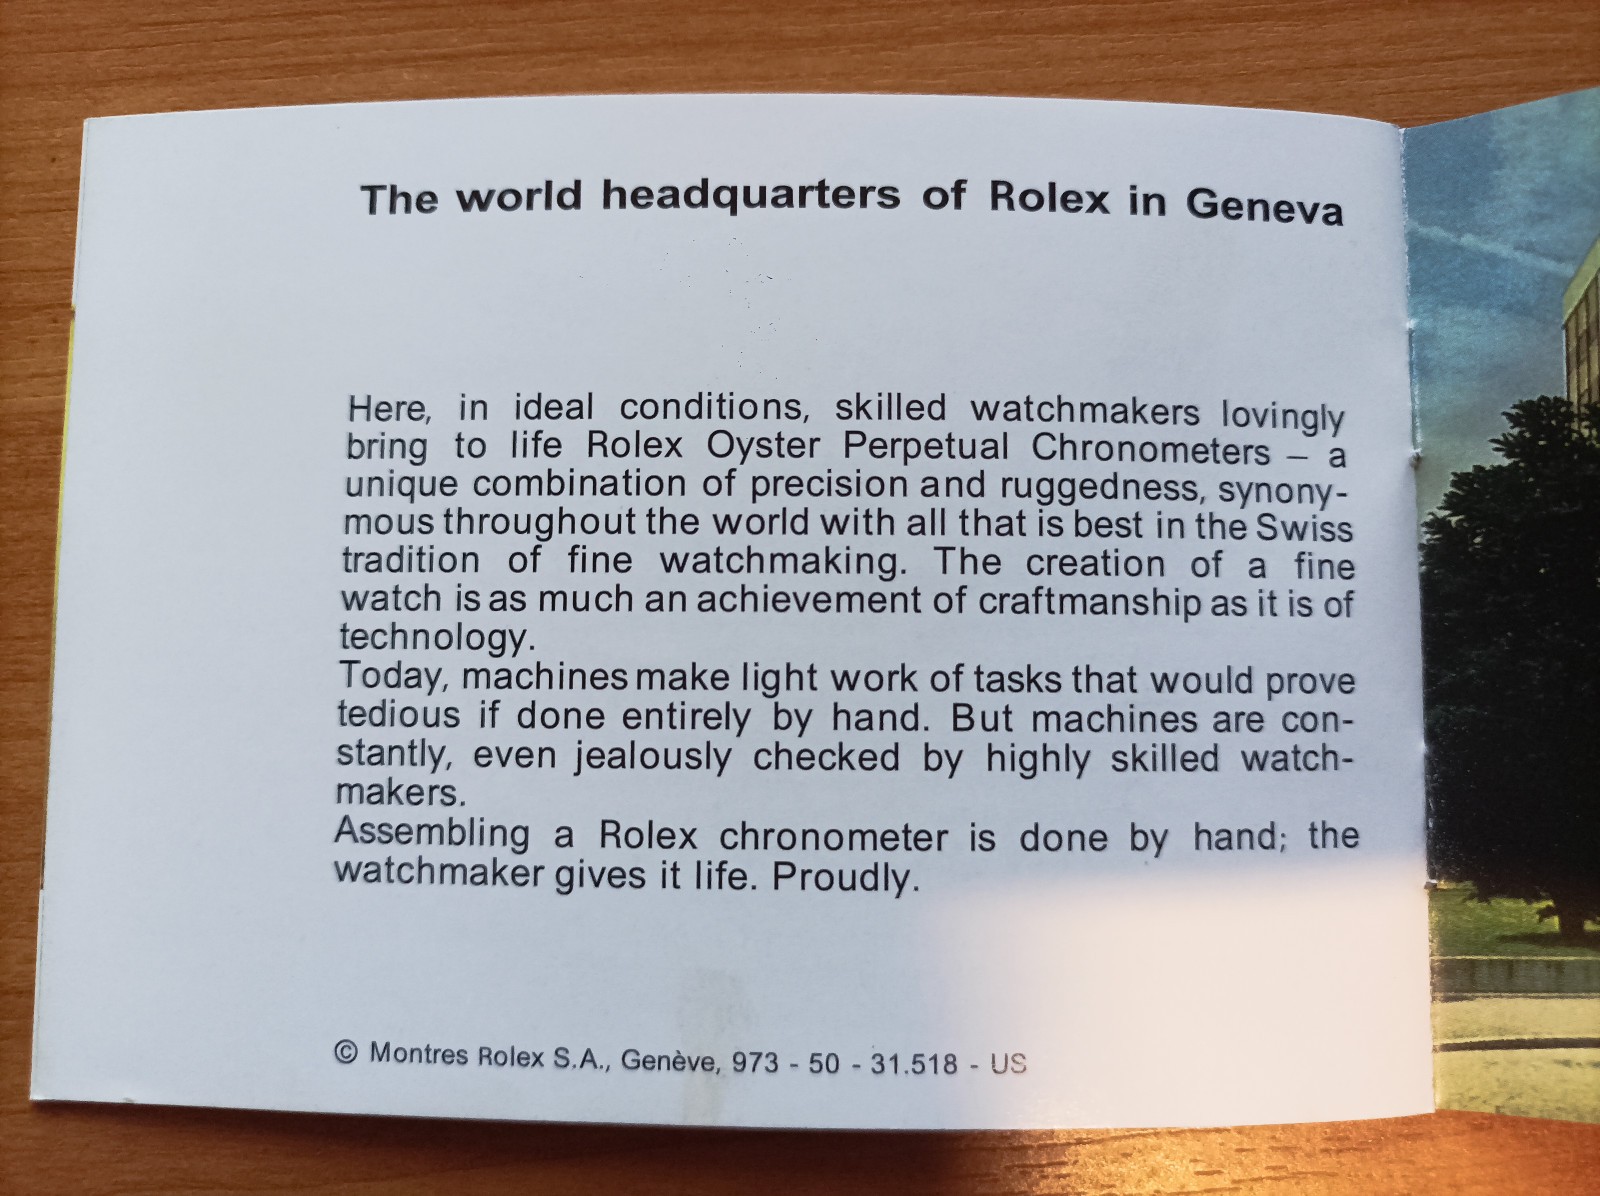 The world headquarters of Rolex in Geneva
Here, in ideal conditions, skilled watchmakers lovingly
bring to life Rolex Oyster Perpetual Chronometers – a
unique combination of precision and ruggedness, synony-
mous throughout the world with all that is best in the Swiss
tradition of fine watchmaking. The creation of a fine
watch is as much an achievement of craftmanship as it is of
technology.
Today, machines make light work of tasks that would prove
tedious if done entirely by hand. But machines are con-
stantly, even jealously checked by highly skilled watch-
makers.
Assembling a Rolex chronometer is done by hand; the
watchmaker gives it life. Proudly.
© Montres Rolex S.A., Genève, 973 - 50 - 31.518 - US